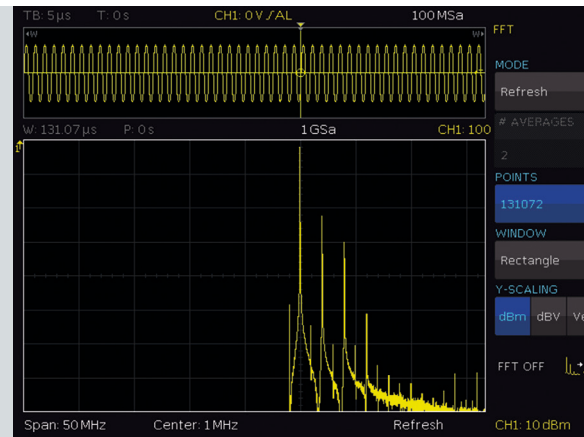 TB: 5 µs T: 0 s CH1: 0 V / AL 100 MSa
FFT
W W
MODE
Refresh
# AVERAGES
2
W: 131.07 µs P: 0 s 1 GSa CH1: 100
1
POINTS
131072
WINDOW
Rectangle
Y-SCALING
dBm dBV Ve
FFT OFF
Span: 50 MHz Center: 1 MHz Refresh CH1: 10 dBm